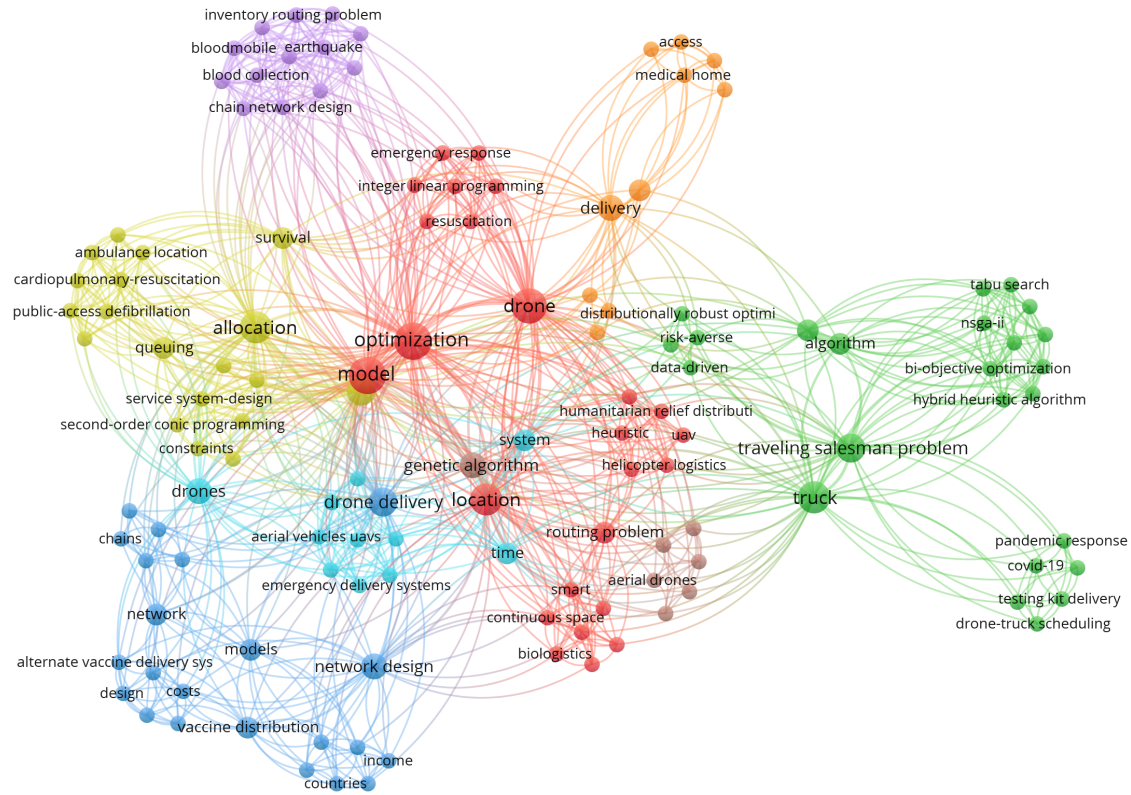 inventory routing problem
bloodmobile
earthquake
blood collection
chain network design
access
medical home
emergency response
integer linear programming
resuscitation
delivery
survival
ambulance location
cardiopulmonary-resuscitation
public-access defibrillation
allocation
queuing
service system-design
second-order conic programming
constraints
drone
optimization
model
distributionally robust optimi
risk-averse
data-driven
algorithm
tabu search
nsga-ii
bi-objective optimization
hybrid heuristic algorithm
humanitarian relief distributi
heuristic
uav
helicopter logistics
system
genetic algorithm
location
traveling salesman problem
truck
drones
drone delivery
chains
aerial vehicles uavs
time
emergency delivery systems
routing problem
aerial drones
smart
continuous space
biologistics
pandemic response
covid-19
testing kit delivery
drone-truck scheduling
network
models
network design
alternate vaccine delivery sys
design
costs
vaccine distribution
income
countries